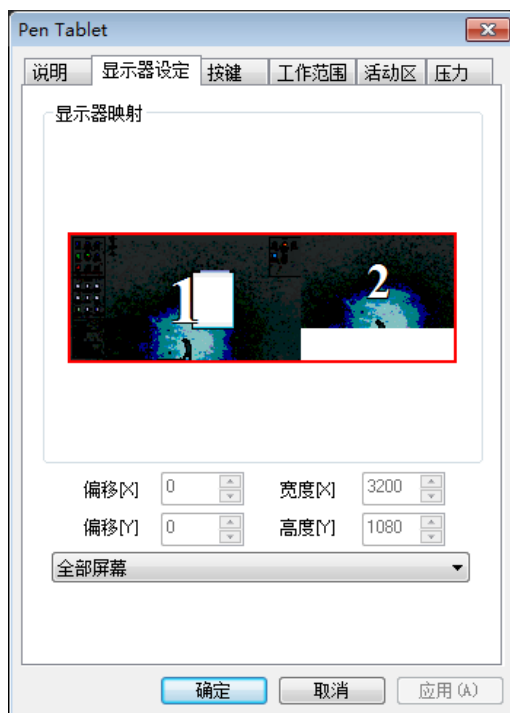 Pen Tablet
说明 显示器设定 按键 工作范围 活动区 压力
显示器映射
1 2
偏移[X] 0 宽度[X] 3200
偏移[Y] 0 高度[Y] 1080
全部屏幕
确定 取消 应用(A)